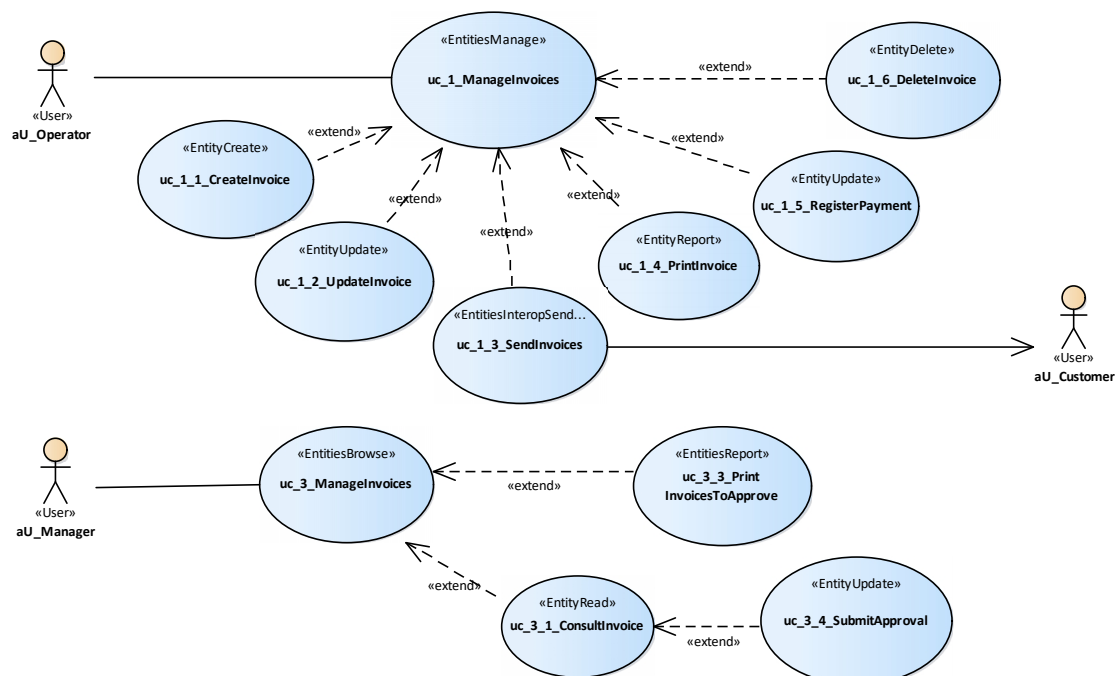 «EntitiesManage»
uc_1_ManageInvoices
«EntityDelete»
uc_1_6_DeleteInvoice
«extend»
«User»
aU_Operator
«extend»
«EntityCreate»
uc_1_1_CreateInvoice
«extend»
«EntityUpdate»
uc_1_5_RegisterPayment
«extend»
«EntityUpdate»
uc_1_2_UpdateInvoice
«extend»
«extend»
«EntityReport»
uc_1_4_PrintInvoice
«EntitiesInteropSend...
uc_1_3_SendInvoices
«User»
aU_Customer
«User»
aU_Manager
«EntitiesBrowse»
uc_3_ManageInvoices
«extend»
«EntitiesReport»
uc_3_3_Print
InvoicesToApprove
«extend»
«EntityRead»
uc_3_1_ConsultInvoice
«extend»
«EntityUpdate»
uc_3_4_SubmitApproval